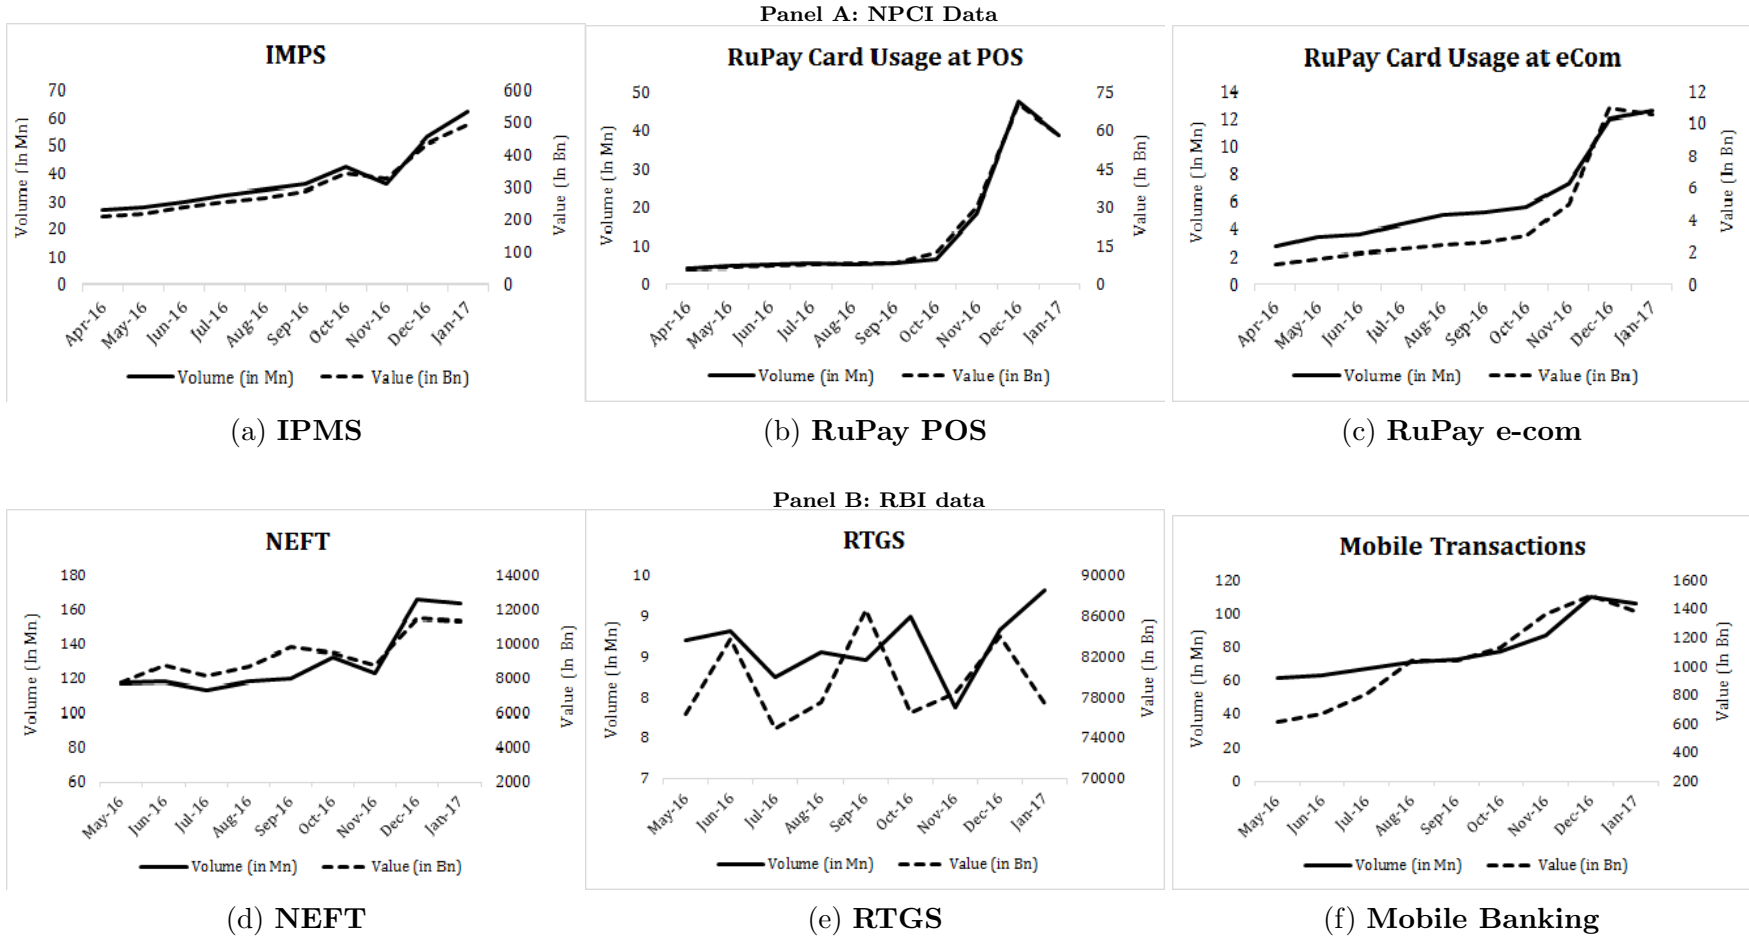 Panel A: NPCI Data
IMPS
Volume (In Mn)
70
60
50
40
30
20
10
0
600
500
400
300
200
100
0
Value (In Bn)
Apr-16 May-16 Jun-16 Jul-16 Aug-16 Sep-16 Oct-16 Nov-16 Dec-16 Jan-17
Volume (in Mn) Value (in Bn)
(a) IPMS
RuPay Card Usage at POS
Volume (In Mn)
50
40
30
20
10
0
75
60
45
30
15
0
Value (In Bn)
Apr-16 May-16 Jun-16 Jul-16 Aug-16 Sep-16 Oct-16 Nov-16 Dec-16 Jan-17
Volume (in Mn) Value (in Bn)
(b) RuPay POS
RuPay Card Usage at eCom
Volume (In Mn)
14
12
10
8
6
4
2
0
12
10
8
6
4
2
0
Value (In Bn)
Apr-16 May-16 Jun-16 Jul-16 Aug-16 Sep-16 Oct-16 Nov-16 Dec-16 Jan-17
Volume (in Mn) Value (in Bn)
(c) RuPay e-com
Panel B: RBI data
NEFT
Volume (In Mn)
180
160
140
120
100
80
60
14000
12000
10000
8000
6000
4000
2000
Value (In Bn)
May-16 Jun-16 Jul-16 Aug-16 Sep-16 Oct-16 Nov-16 Dec-16 Jan-17
Volume (in Mn) Value (in Bn)
(d) NEFT
RTGS
Volume (In Mn)
10
9
9
8
8
7
90000
86000
82000
78000
74000
70000
Value (In Bn)
May-16 Jun-16 Jul-16 Aug-16 Sep-16 Oct-16 Nov-16 Dec-16 Jan-17
Volume (in Mn) Value (in Bn)
(e) RTGS
Mobile Transactions
Volume (In Mn)
120
100
80
60
40
20
0
1600
1400
1200
1000
800
600
400
200
Value (In Bn)
May-16 Jun-16 Jul-16 Aug-16 Sep-16 Oct-16 Nov-16 Dec-16 Jan-17
Volume (in Mn) Value (in Bn)
(f) Mobile Banking